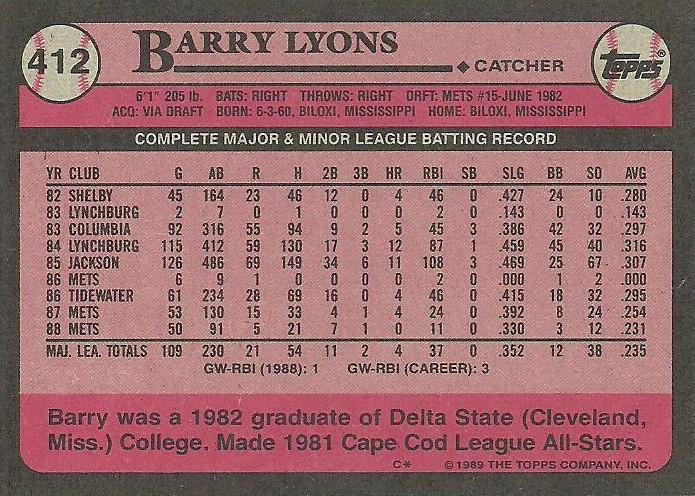 412
BARRY LYONS
◆ CATCHER
TOPPS
6'1" 205 lb. BATS: RIGHT THROWS: RIGHT DRFT: METS #15-JUNE 1982
ACQ: VIA DRAFT BORN: 6-3-60, BILOXI, MISSISSIPPI HOME: BILOXI, MISSISSIPPI
COMPLETE MAJOR & MINOR LEAGUE BATTING RECORD
YR CLUB G AB R H 2B 3B HR RBI SB SLG BB SO AVG
82 SHELBY 45 164 23 46 12 0 4 46 0 .427 24 10 .280
83 LYNCHBURG 2 7 0 1 0 0 0 2 0 .143 0 0 .143
83 COLUMBIA 92 316 55 94 9 2 5 45 3 .386 42 32 .297
84 LYNCHBURG 115 412 59 130 17 3 12 87 1 .459 45 40 .316
85 JACKSON 126 486 69 149 34 6 11 108 3 .469 25 67 .307
86 METS 6 9 1 0 0 0 0 2 0 .000 1 2 .000
86 TIDEWATER 61 234 28 69 16 0 4 46 0 .415 18 32 .295
87 METS 53 130 15 33 4 1 4 24 0 .392 8 24 .254
88 METS 50 91 5 21 7 1 0 11 0 .330 3 12 .231
MAJ. LEA. TOTALS 109 230 21 54 11 2 4 37 0 .352 12 38 .235
GW-RBI (1988): 1 GW-RBI (CAREER): 3
Barry was a 1982 graduate of Delta State (Cleveland,
Miss.) College. Made 1981 Cape Cod League All-Stars.
C* © 1989 THE TOPPS COMPANY, INC.